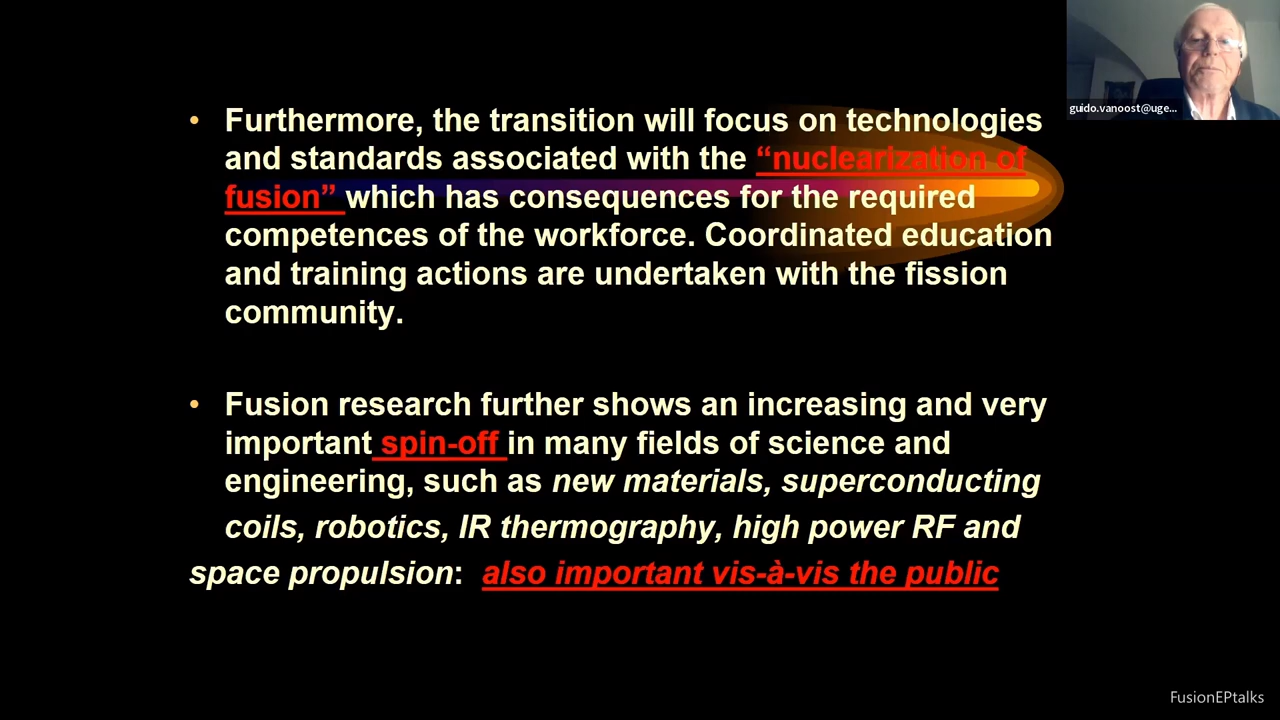 guido.vanoost@uge...
• Furthermore, the transition will focus on technologies
and standards associated with the “nuclearization of
fusion” which has consequences for the required
competences of the workforce. Coordinated education
and training actions are undertaken with the fission
community.
• Fusion research further shows an increasing and very
important spin-off in many fields of science and
engineering, such as new materials, superconducting
coils, robotics, IR thermography, high power RF and
space propulsion: also important vis-à-vis the public
FusionEPtalks